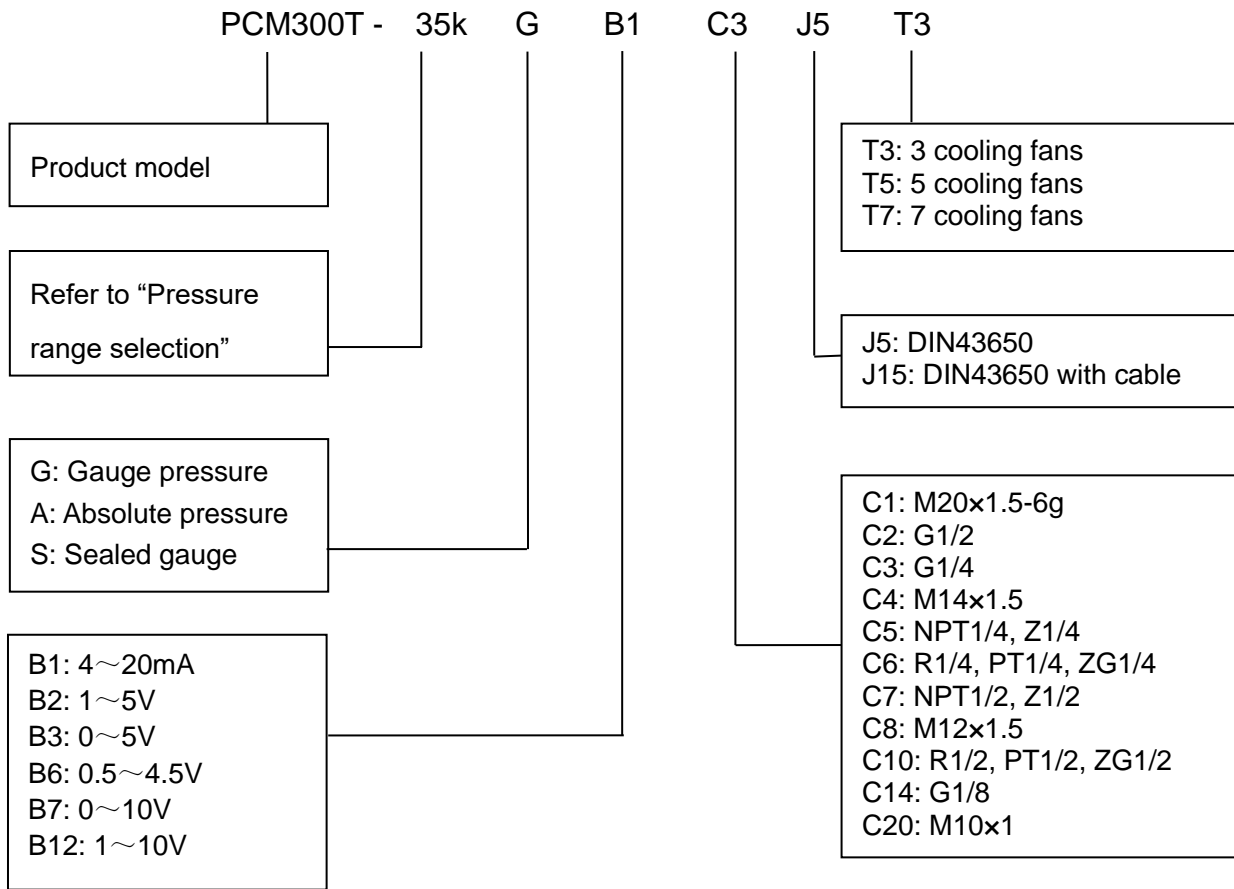 PCM300T - 35k G B1 C3 J5 T3
Product model
Refer to “Pressure
range selection”
G: Gauge pressure
A: Absolute pressure
S: Sealed gauge
B1: 4～20mA
B2: 1～5V
B3: 0～5V
B6: 0.5～4.5V
B7: 0～10V
B12: 1～10V
T3: 3 cooling fans
T5: 5 cooling fans
T7: 7 cooling fans
J5: DIN43650
J15: DIN43650 with cable
C1: M20×1.5-6g
C2: G1/2
C3: G1/4
C4: M14×1.5
C5: NPT1/4, Z1/4
C6: R1/4, PT1/4, ZG1/4
C7: NPT1/2, Z1/2
C8: M12×1.5
C10: R1/2, PT1/2, ZG1/2
C14: G1/8
C20: M10×1